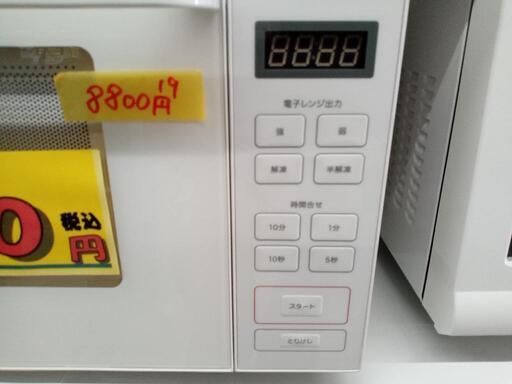 88:88
19
8800円
0
税込
円
電子レンジ出力
強
弱
解凍
半解凍
時間合せ
10分
1分
10秒
5秒
スタート
とりけし